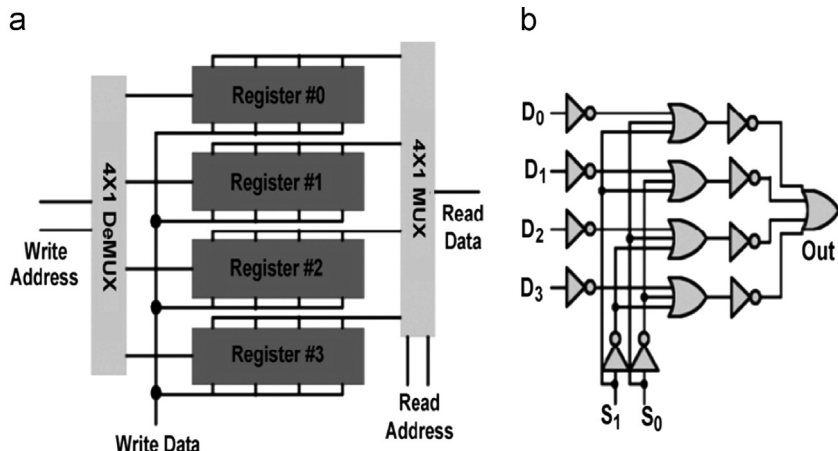 a
b
Register #0
Register #1
Register #2
Register #3
4X1 DeMUX
4X1 MUX
Write
Address
Read
Data
Read
Address
Write Data
D0
D1
D2
D3
Out
S1
S0